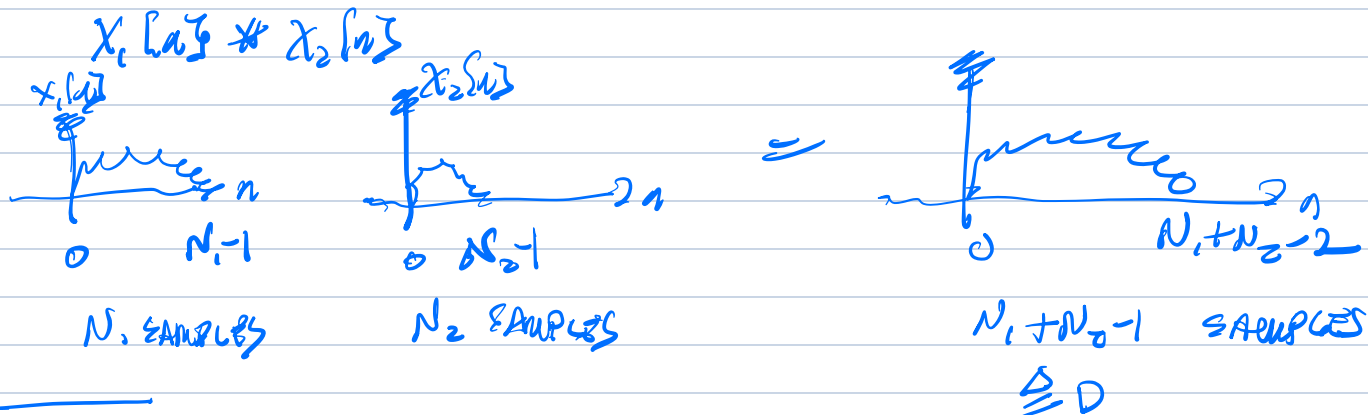 x₁[n] * x₂[n]
x₁[n] x₂[n]
= 
n n n
0 N₁-1 0 N₂-1 0 N₁+N₂-2
N₁ SAMPLES N₂ SAMPLES N₁+N₂-1 SAMPLES
≜ D